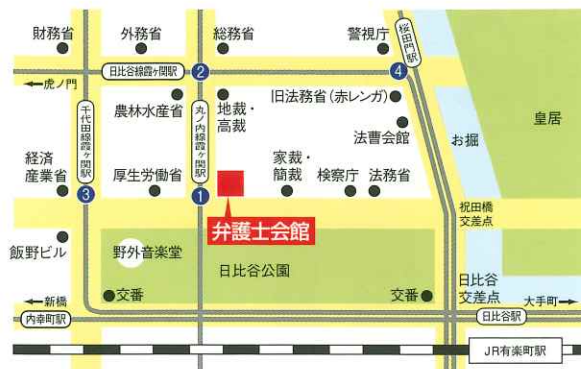 財務省
外務省
総務省
警視庁
桜田門駅
日比谷線霞ヶ関駅
2
4
←虎ノ門
農林水産省
地裁・
高裁
旧法務省(赤レンガ)
法曹会館
皇居
お掘
千代田線霞ヶ関駅
丸ノ内線霞ヶ関駅
経済
産業省
3
厚生労働省
1
家裁・
簡裁
検察庁
法務省
祝田橋
交差点
弁護士会館
飯野ビル
野外音楽堂
日比谷公園
日比谷
交差点
←新橋
交番
交番
大手町→
内幸町駅
日比谷駅
JR有楽町駅